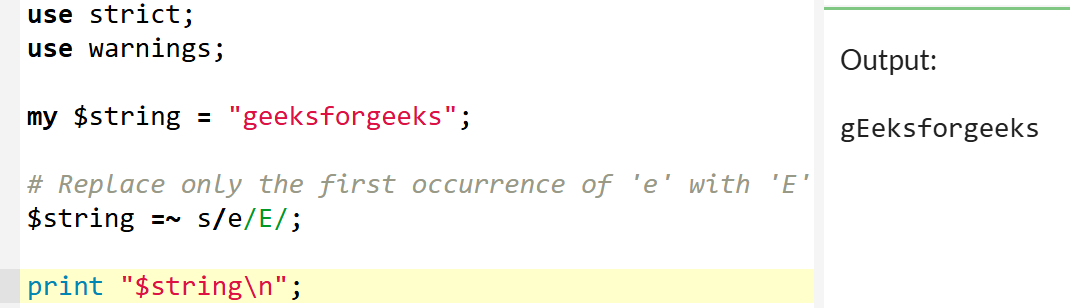 use strict;
use warnings;
my $string = "geeksforgeeks";
# Replace only the first occurrence of 'e' with 'E'
$string =~ s/e/E/;
print "$string\n";
Output:
gEeksforgeeks